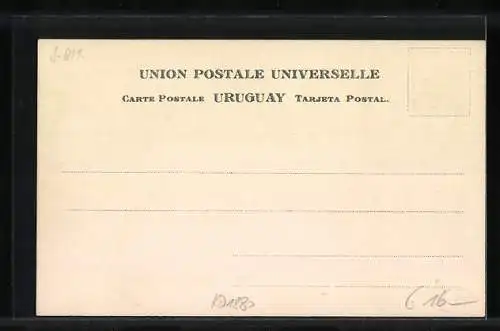 UNION POSTALE UNIVERSELLE
CARTE POSTALE URUGUAY TARJETA POSTAL.